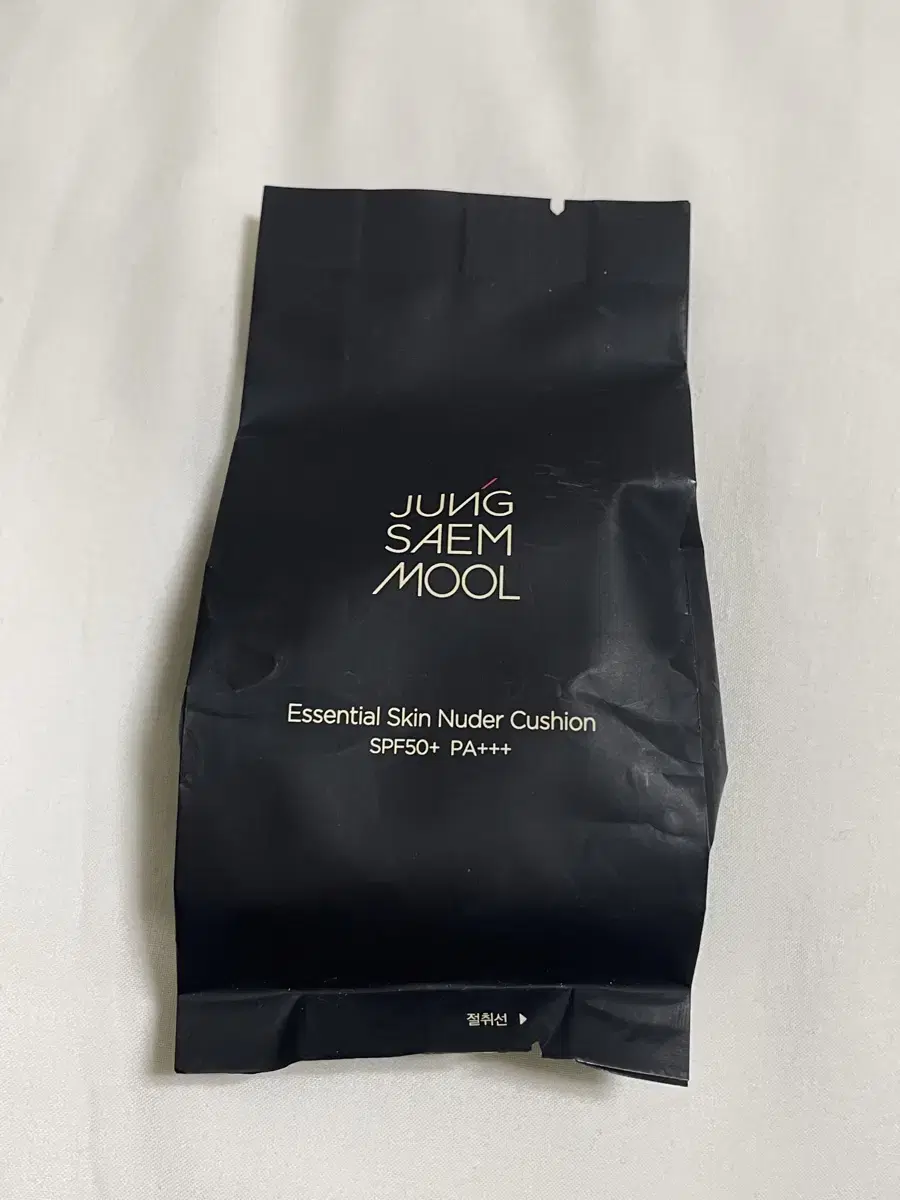 JUNG
SAEM
MOOL
Essential Skin Nuder Cushion
SPF50+ PA+++
절취선 ▶